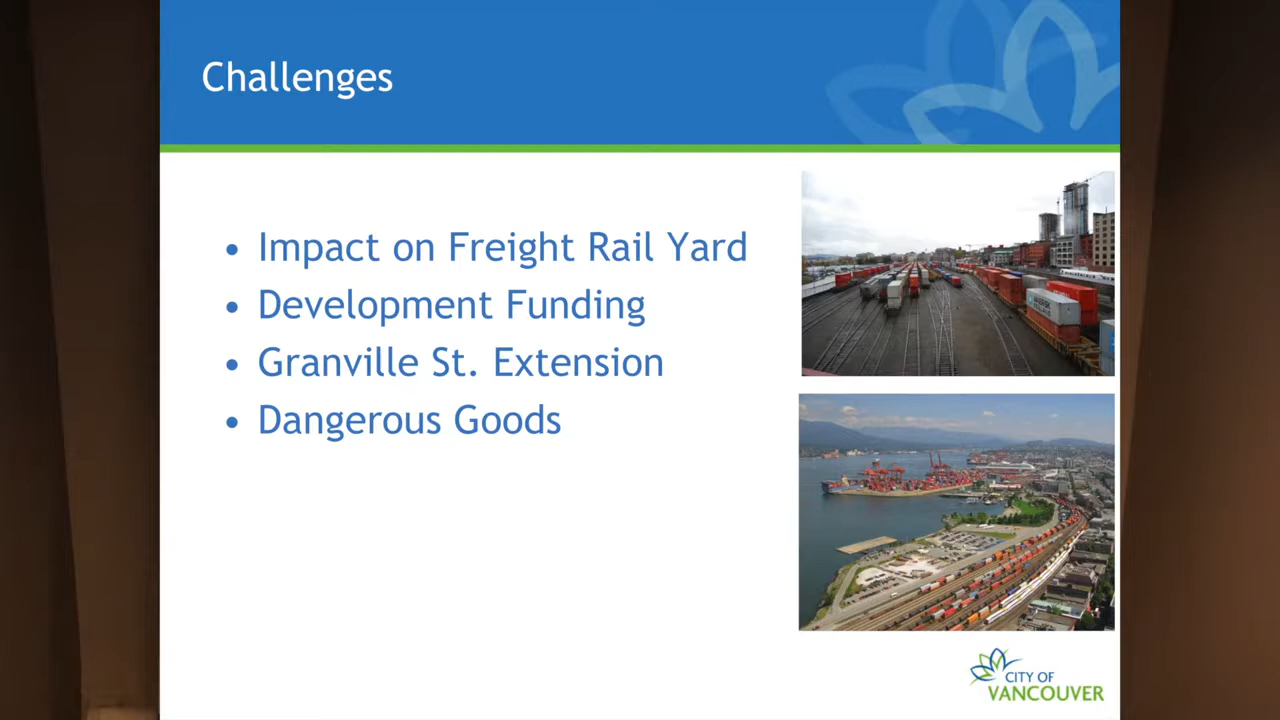 Challenges
• Impact on Freight Rail Yard
• Development Funding
• Granville St. Extension
• Dangerous Goods
CITY OF
VANCOUVER